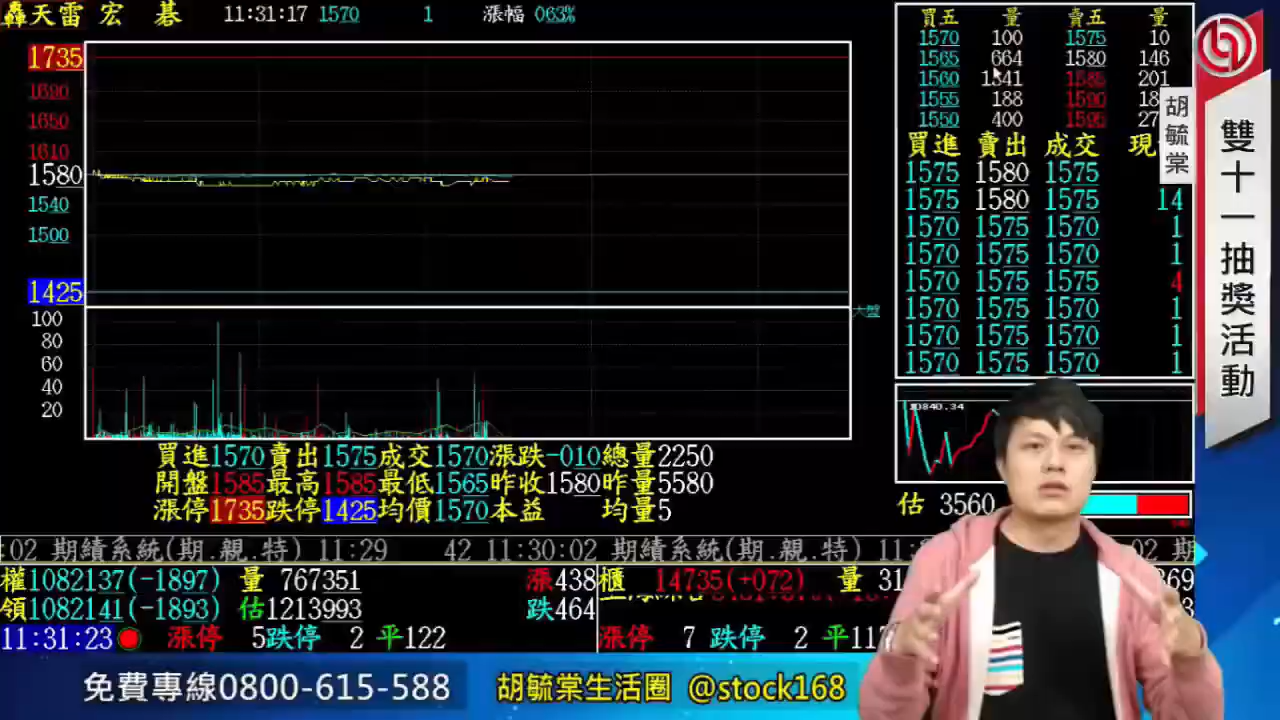 轟天雷 宏 碁 11:31:17 1570 1 漲幅 063%
1735
1690
1650
1610
1580
1540
1500
1425
100
80
60
40
20
大盤
買五 量 賣五 量
1570 100 1575 10
1565 664 1580 146
1560 1341 1585 201
1555 188 1590
1550 400 1595
買進 賣出 成交
1575 1580 1575
1575 1580 1575 14
1570 1575 1570 1
1570 1575 1570 1
1570 1575 1570 4
1570 1575 1570 1
1570 1575 1570 1
1570 1575 1570 1
10840.34
估 3560
買進1570賣出1575成交1570漲跌-010總量2250
開盤1585最高1585最低1565昨收1580昨量5580
漲停1735跌停1425均價1570本益 均量5
:02 期績系統(期.親.特) 11:29 42 11:30:02 期績系統(期.親.特)
權1082137(-1897) 量 767351 漲438
領1082141(-1893) 估1213993 跌464
11:31:23 漲停 5跌停 2 平122
櫃 14735(+072) 量
漲停 7 跌停 2
胡毓棠
雙十一抽獎活動
免費專線0800-615-588
胡毓棠生活圈 @stock168